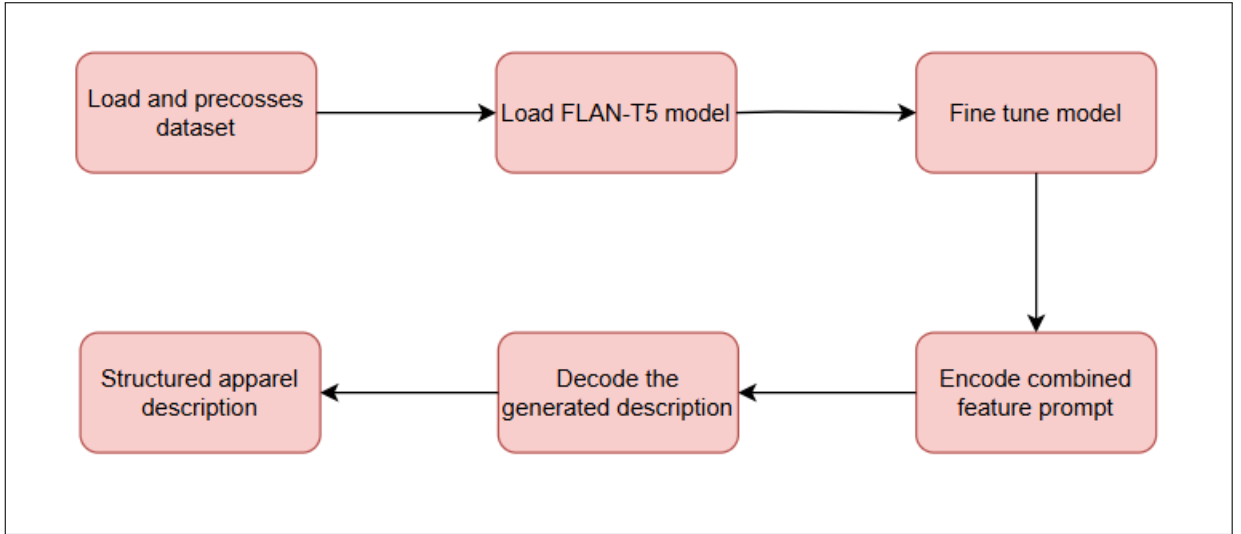 Load and precosses
dataset
Load FLAN-T5 model
Fine tune model
Structured apparel
description
Decode the
generated description
Encode combined
feature prompt